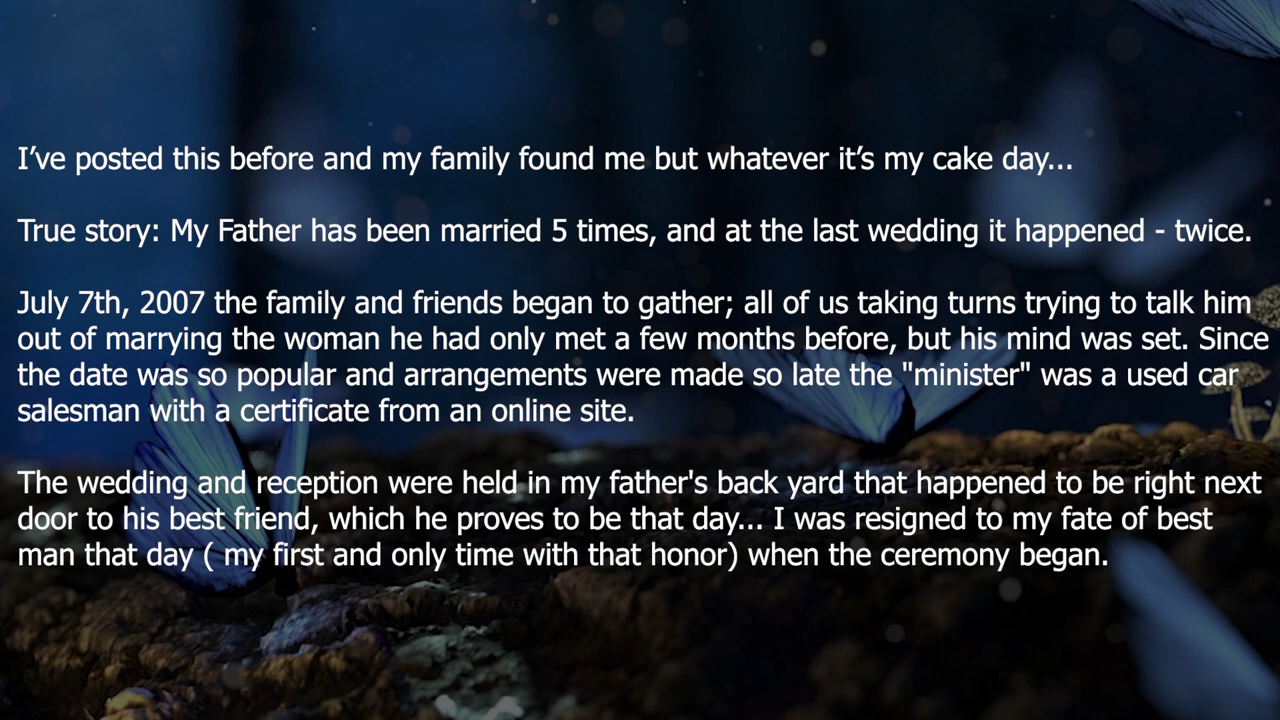 I’ve posted this before and my family found me but whatever it’s my cake day...
True story: My Father has been married 5 times, and at the last wedding it happened - twice.
July 7th, 2007 the family and friends began to gather; all of us taking turns trying to talk him
out of marrying the woman he had only met a few months before, but his mind was set. Since
the date was so popular and arrangements were made so late the "minister" was a used car
salesman with a certificate from an online site.
The wedding and reception were held in my father's back yard that happened to be right next
door to his best friend, which he proves to be that day... I was resigned to my fate of best
man that day ( my first and only time with that honor) when the ceremony began.